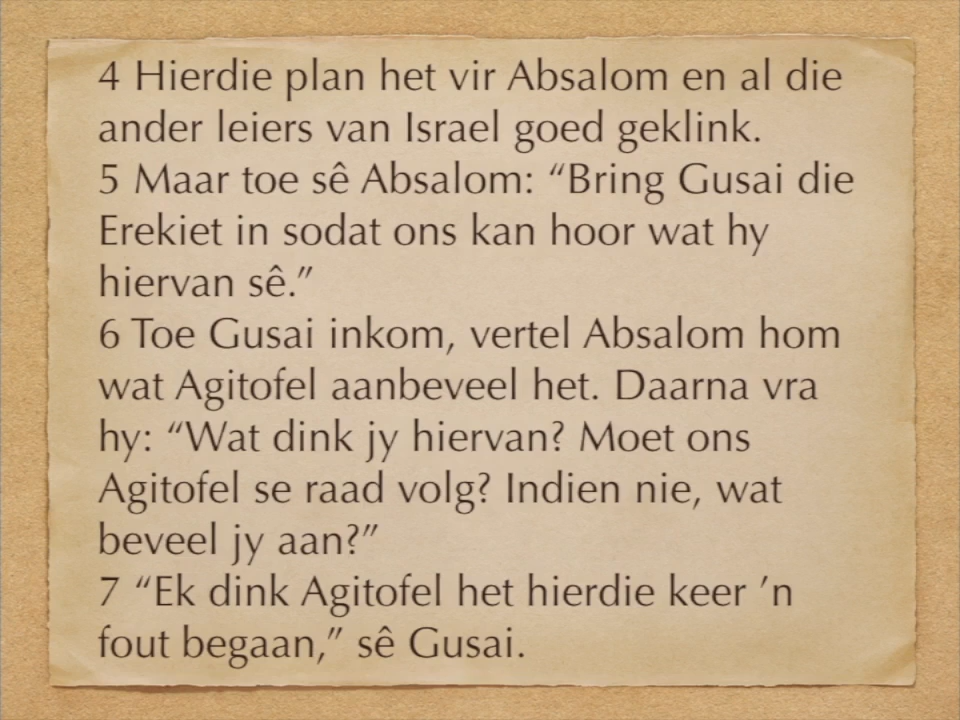 4 Hierdie plan het vir Absalom en al die
ander leiers van Israel goed geklink.
5 Maar toe sê Absalom: “Bring Gusai die
Erekiet in sodat ons kan hoor wat hy
hiervan sê.”
6 Toe Gusai inkom, vertel Absalom hom
wat Agitofel aanbeveel het. Daarna vra
hy: “Wat dink jy hiervan? Moet ons
Agitofel se raad volg? Indien nie, wat
beveel jy aan?”
7 “Ek dink Agitofel het hierdie keer ’n
fout begaan,” sê Gusai.